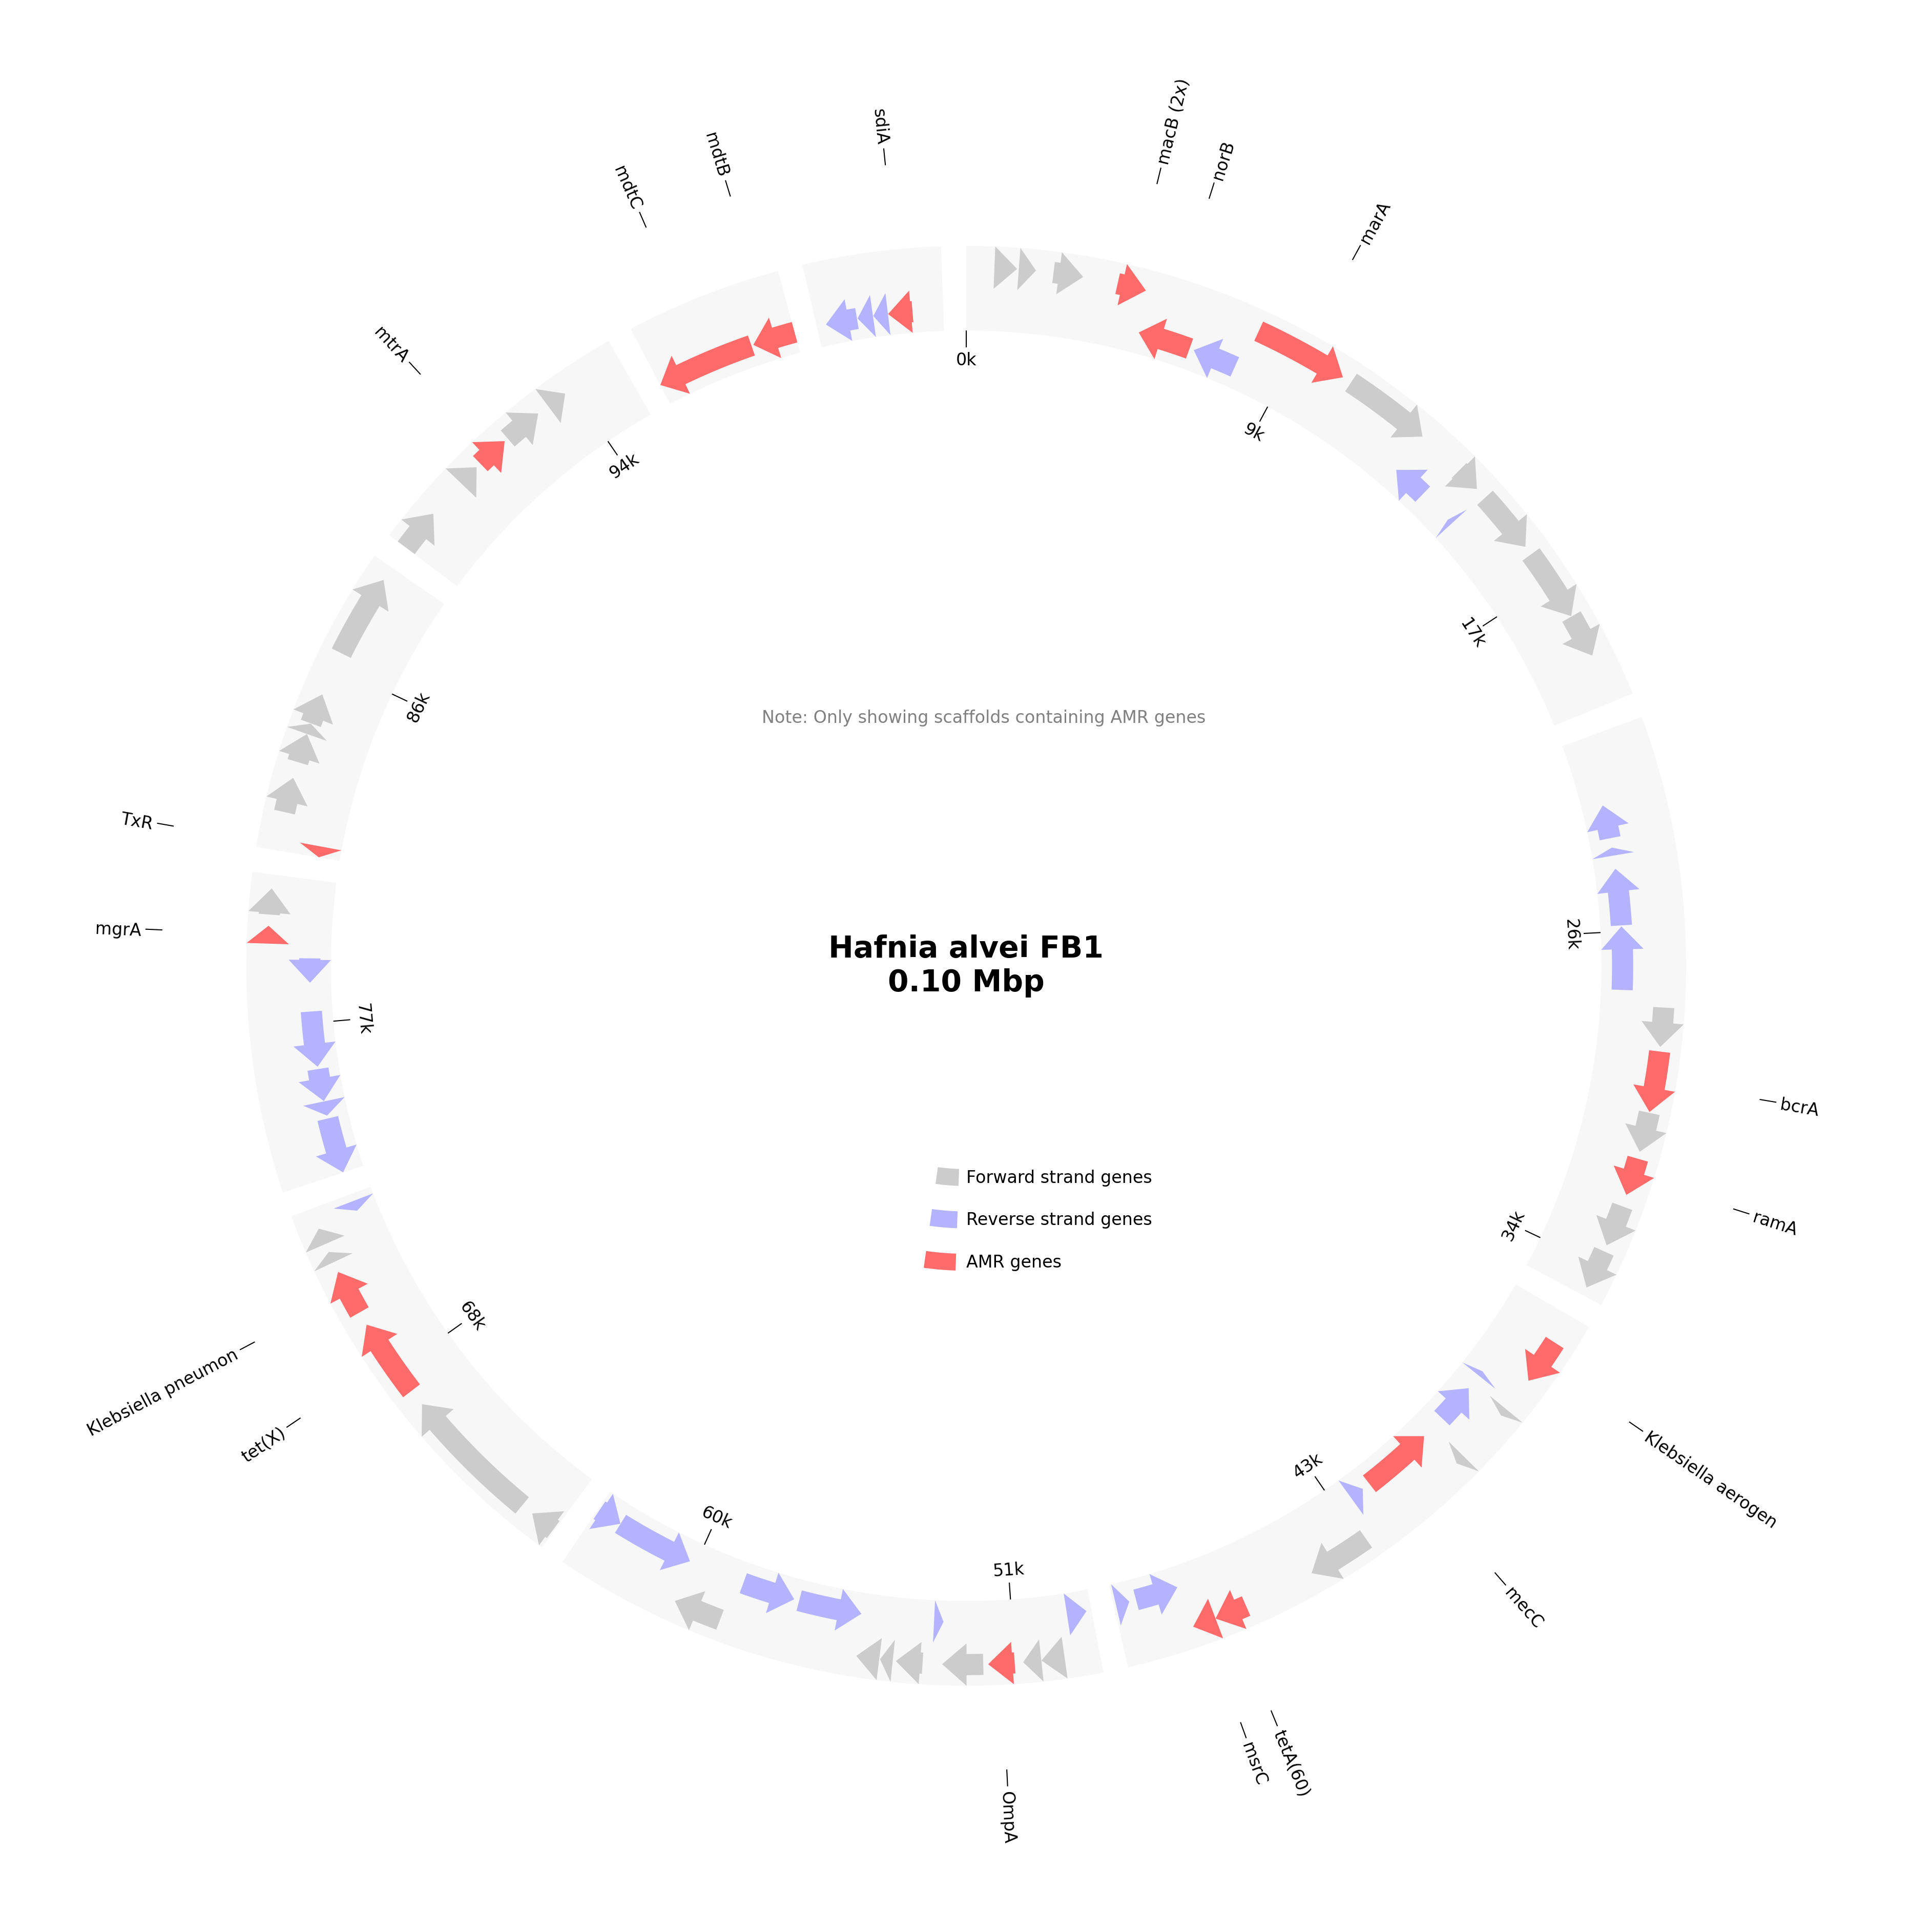 sdiA
macB (2x)
norB
marA
mdtB
mdtC
mtrA
0k
9k
94k
17k
Note: Only showing scaffolds containing AMR genes
86k
TxR
mgrA
26k
Hafnia alvei FB1
0.10 Mbp
77k
bcrA
Forward strand genes
Reverse strand genes
AMR genes
34k
ramA
68k
Klebsiella pneumon
tet(X)
43k
Klebsiella aerogen
60k
51k
mecC
tetA(60)
msrC
OmpA